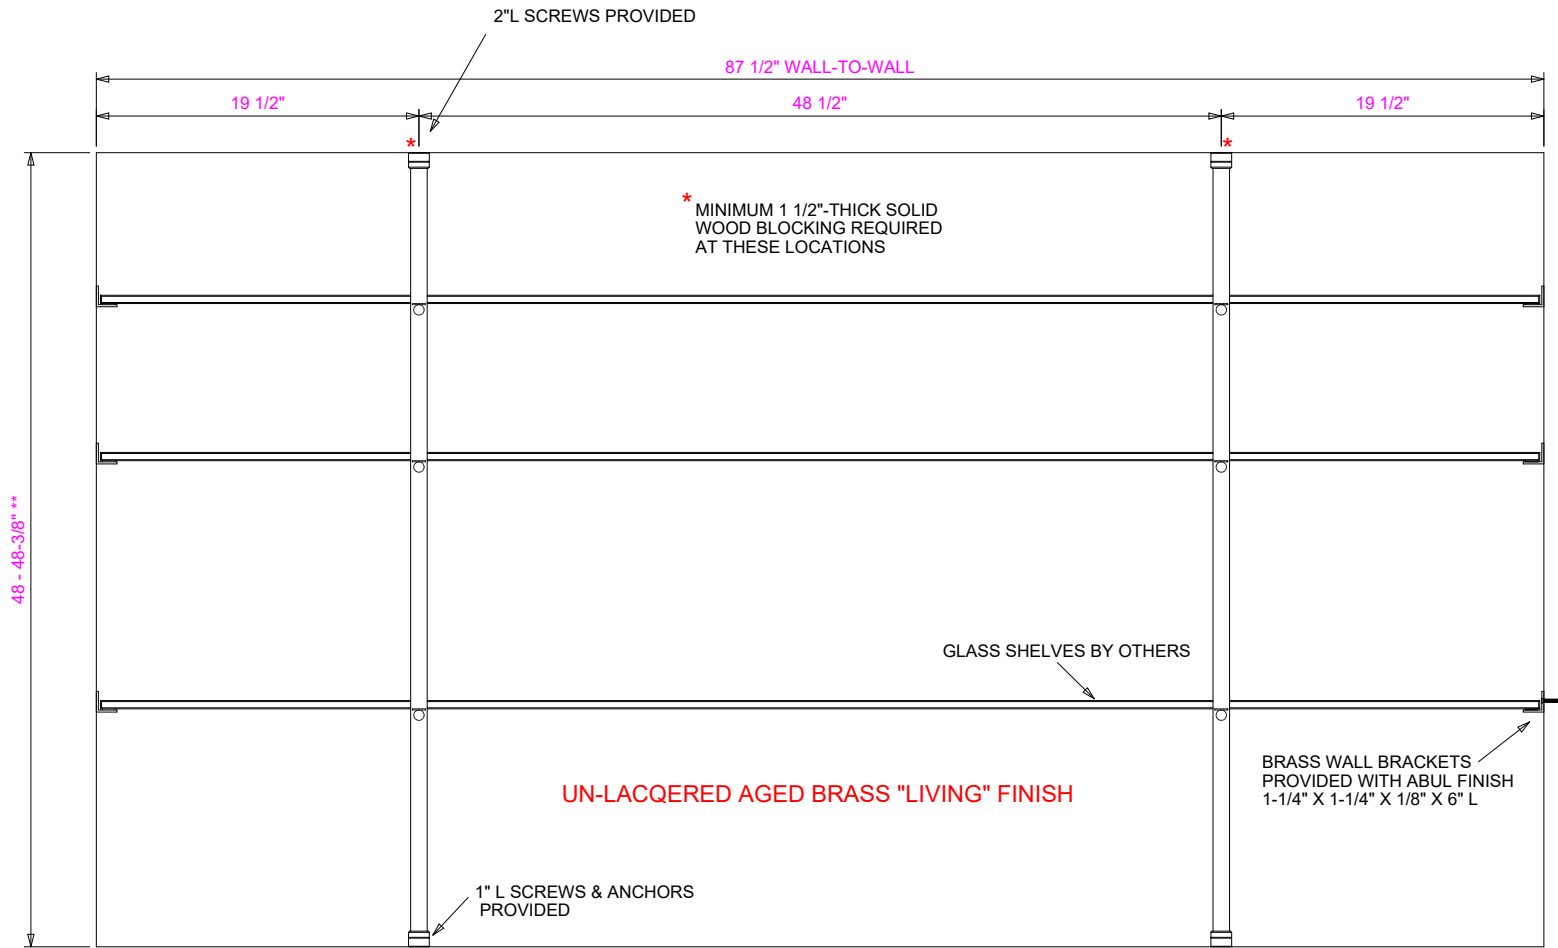 2"L SCREWS PROVIDED
87 1/2" WALL-TO-WALL
19 1/2"
48 1/2"
19 1/2"
*
*
* MINIMUM 1 1/2"-THICK SOLID
WOOD BLOCKING REQUIRED
AT THESE LOCATIONS
48 - 48-3/8" **
GLASS SHELVES BY OTHERS
BRASS WALL BRACKETS
PROVIDED WITH ABUL FINISH
1-1/4" X 1-1/4" X 1/8" X 6" L
UN-LACQERED AGED BRASS "LIVING" FINISH
1" L SCREWS & ANCHORS
PROVIDED